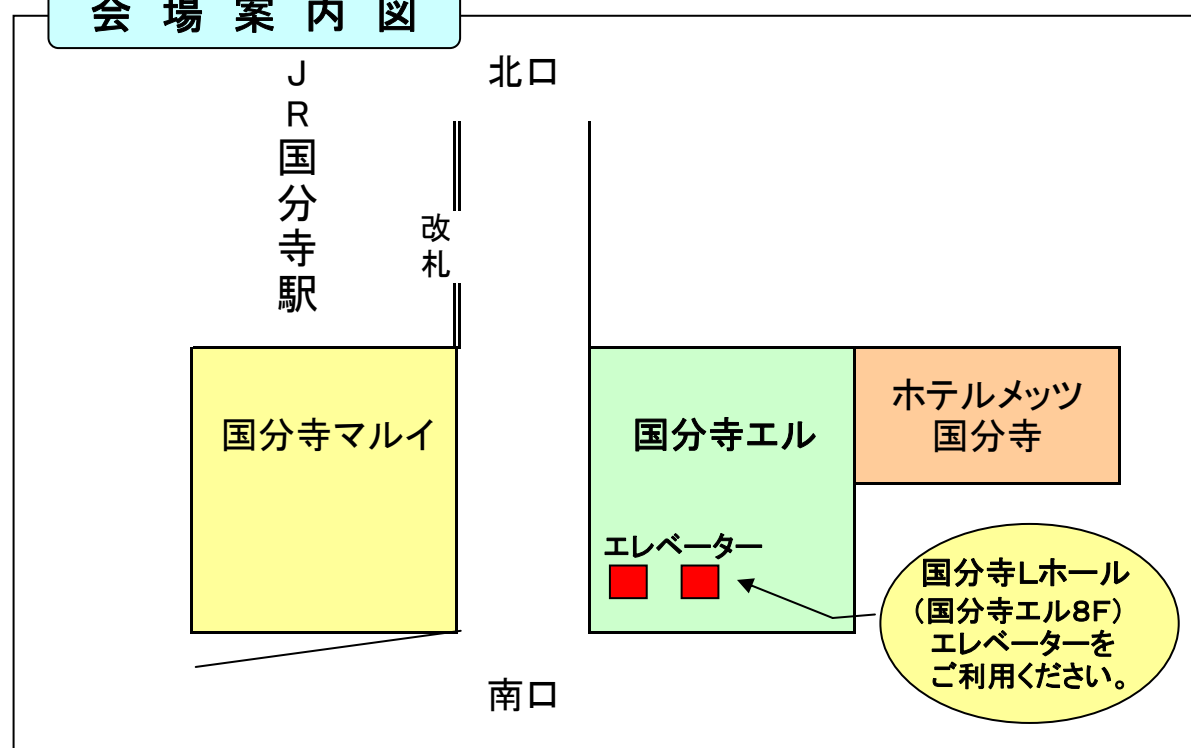 会場案内図
北口
JR国分寺駅
改札
国分寺マルイ
国分寺エル
ホテルメッツ
国分寺
エレベーター
国分寺Lホール
(国分寺エル8F)
エレベーターを
ご利用ください。
南口